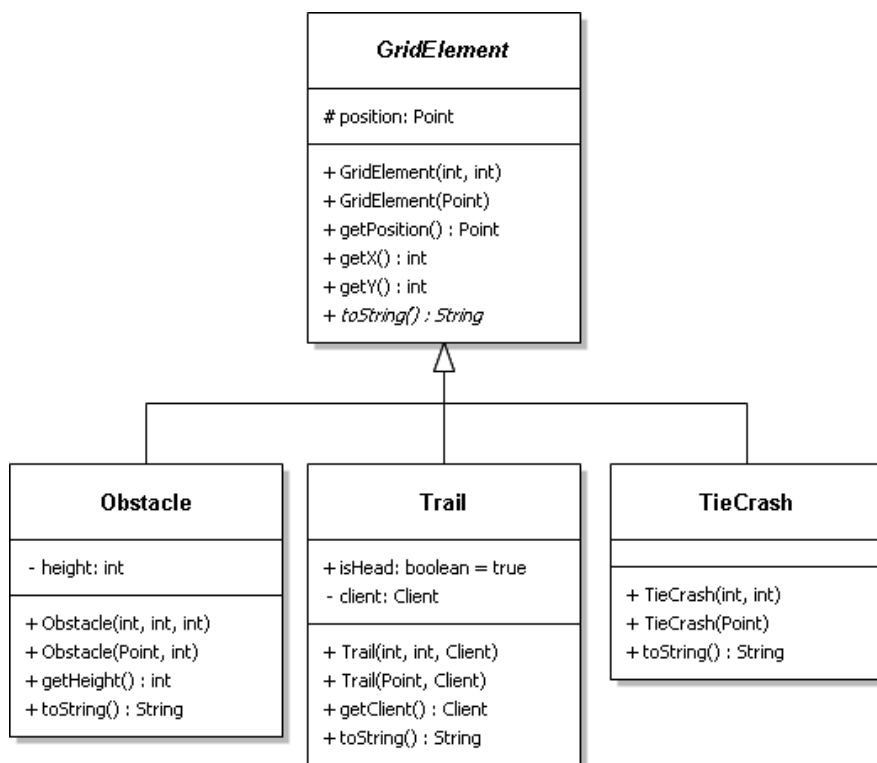 GridElement
# position: Point
+ GridElement(int, int)
+ GridElement(Point)
+ getPosition() : Point
+ getX() : int
+ getY() : int
+ toString() : String
Obstacle
- height: int
+ Obstacle(int, int, int)
+ Obstacle(Point, int)
+ getHeight() : int
+ toString() : String
Trail
+ isHead: boolean = true
- client: Client
+ Trail(int, int, Client)
+ Trail(Point, Client)
+ getClient() : Client
+ toString() : String
TieCrash
+ TieCrash(int, int)
+ TieCrash(Point)
+ toString() : String